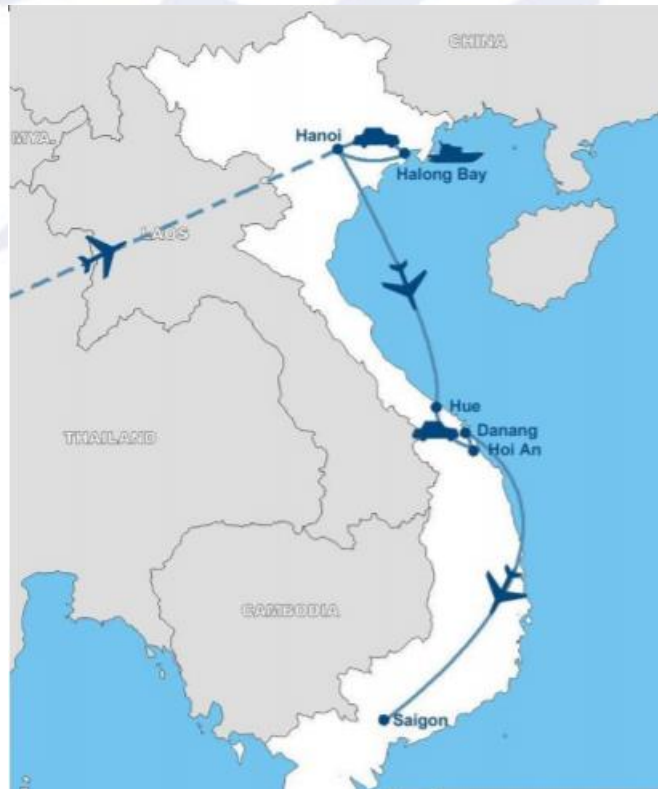 CHINA
MYA.
Hanoi
Halong Bay
LAOS
Hue
Danang
Hoi An
THAILAND
CAMBODIA
Saigon